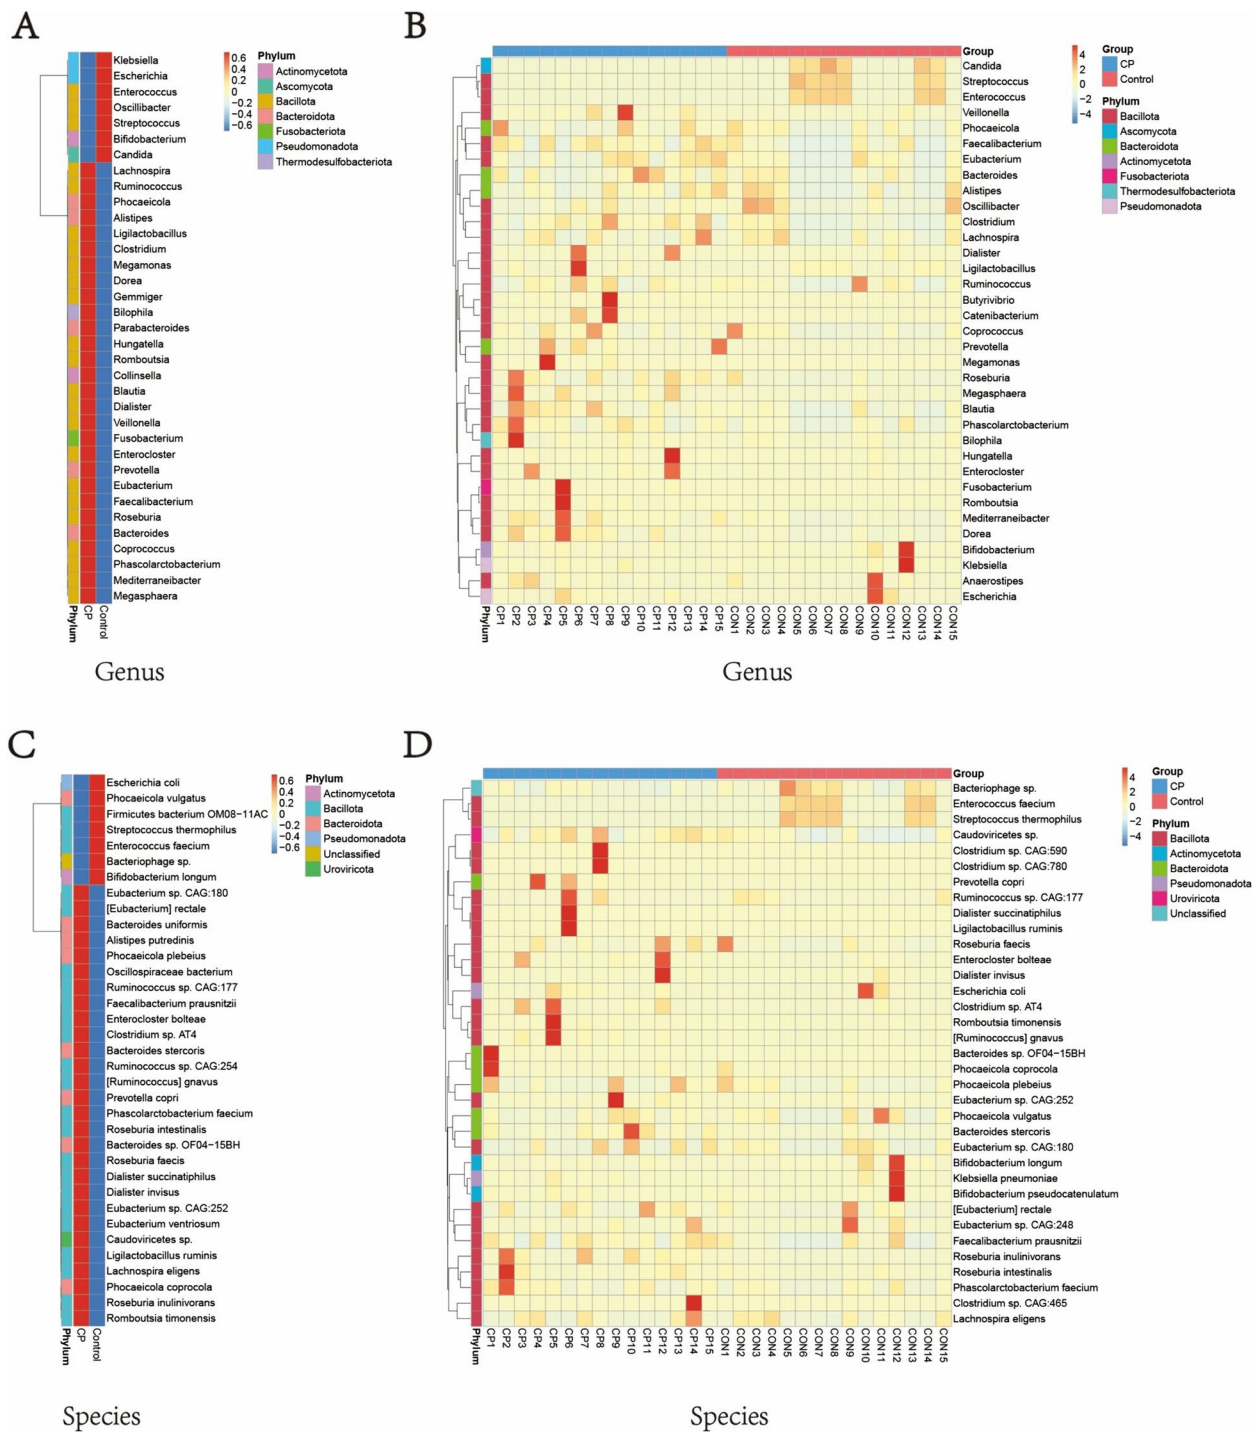 A
Klebsiella
Escherichia
Enterococcus
Oscillibacter
Streptococcus
Bifidobacterium
Candida
Lachnospira
Ruminococcus
Phocaeicola
Alistipes
Ligilactobacillus
Clostridium
Megamonas
Dorea
Gemmiger
Bilophila
Parabacteroides
Hungatella
Romboutsia
Collinsella
Blautia
Dialister
Veillonella
Fusobacterium
Enterocloster
Prevotella
Eubacterium
Faecalibacterium
Roseburia
Bacteroides
Coprococcus
Phascolarctobacterium
Mediterraneibacter
Megasphaera
Phylum
CP
Control
0.6
0.4
0.2
0
−0.2
−0.4
−0.6
Phylum
Actinomycetota
Ascomycota
Bacillota
Bacteroidota
Fusobacteriota
Pseudomonadota
Thermodesulfobacteriota
Genus
B
Group
Candida
Streptococcus
Enterococcus
Veillonella
Phocaeicola
Faecalibacterium
Eubacterium
Bacteroides
Alistipes
Oscillibacter
Clostridium
Lachnospira
Dialister
Ligilactobacillus
Ruminococcus
Butyrivibrio
Catenibacterium
Coprococcus
Prevotella
Megamonas
Roseburia
Megasphaera
Blautia
Phascolarctobacterium
Bilophila
Hungatella
Enterocloster
Fusobacterium
Romboutsia
Mediterraneibacter
Dorea
Bifidobacterium
Klebsiella
Anaerostipes
Escherichia
Phylum
CP1
CP2
CP3
CP4
CP5
CP6
CP7
CP8
CP9
CP10
CP11
CP12
CP13
CP14
CP15
CON1
CON2
CON3
CON4
CON5
CON6
CON7
CON8
CON9
CON10
CON11
CON12
CON13
CON14
CON15
4
2
0
−2
−4
Group
CP
Control
Phylum
Bacillota
Ascomycota
Bacteroidota
Actinomycetota
Fusobacteriota
Thermodesulfobacteriota
Pseudomonadota
Genus
C
Escherichia coli
Phocaeicola vulgatus
Firmicutes bacterium OM08−11AC
Streptococcus thermophilus
Enterococcus faecium
Bacteriophage sp.
Bifidobacterium longum
Eubacterium sp. CAG:180
[Eubacterium] rectale
Bacteroides uniformis
Alistipes putredinis
Phocaeicola plebeius
Oscillospiraceae bacterium
Ruminococcus sp. CAG:177
Faecalibacterium prausnitzii
Enterocloster bolteae
Clostridium sp. AT4
Bacteroides stercoris
Ruminococcus sp. CAG:254
[Ruminococcus] gnavus
Prevotella copri
Phascolarctobacterium faecium
Roseburia intestinalis
Bacteroides sp. OF04−15BH
Roseburia faecis
Dialister succinatiphilus
Dialister invisus
Eubacterium sp. CAG:252
Eubacterium ventriosum
Caudoviricetes sp.
Ligilactobacillus ruminis
Lachnospira eligens
Phocaeicola coprocola
Roseburia inulinivorans
Romboutsia timonensis
Phylum
CP
Control
0.6
0.4
0.2
0
−0.2
−0.4
−0.6
Phylum
Actinomycetota
Bacillota
Bacteroidota
Pseudomonadota
Unclassified
Uroviricota
Species
D
Group
Bacteriophage sp.
Enterococcus faecium
Streptococcus thermophilus
Caudoviricetes sp.
Clostridium sp. CAG:590
Clostridium sp. CAG:780
Prevotella copri
Ruminococcus sp. CAG:177
Dialister succinatiphilus
Ligilactobacillus ruminis
Roseburia faecis
Enterocloster bolteae
Dialister invisus
Escherichia coli
Clostridium sp. AT4
Romboutsia timonensis
[Ruminococcus] gnavus
Bacteroides sp. OF04−15BH
Phocaeicola coprocola
Phocaeicola plebeius
Eubacterium sp. CAG:252
Phocaeicola vulgatus
Bacteroides stercoris
Eubacterium sp. CAG:180
Bifidobacterium longum
Klebsiella pneumoniae
Bifidobacterium pseudocatenulatum
[Eubacterium] rectale
Eubacterium sp. CAG:248
Faecalibacterium prausnitzii
Roseburia inulinivorans
Roseburia intestinalis
Phascolarctobacterium faecium
Clostridium sp. CAG:465
Lachnospira eligens
Phylum
CP1
CP2
CP3
CP4
CP5
CP6
CP7
CP8
CP9
CP10
CP11
CP12
CP13
CP14
CP15
CON1
CON2
CON3
CON4
CON5
CON6
CON7
CON8
CON9
CON10
CON11
CON12
CON13
CON14
CON15
4
2
0
−2
−4
Group
CP
Control
Phylum
Bacillota
Actinomycetota
Bacteroidota
Pseudomonadota
Uroviricota
Unclassified
Species